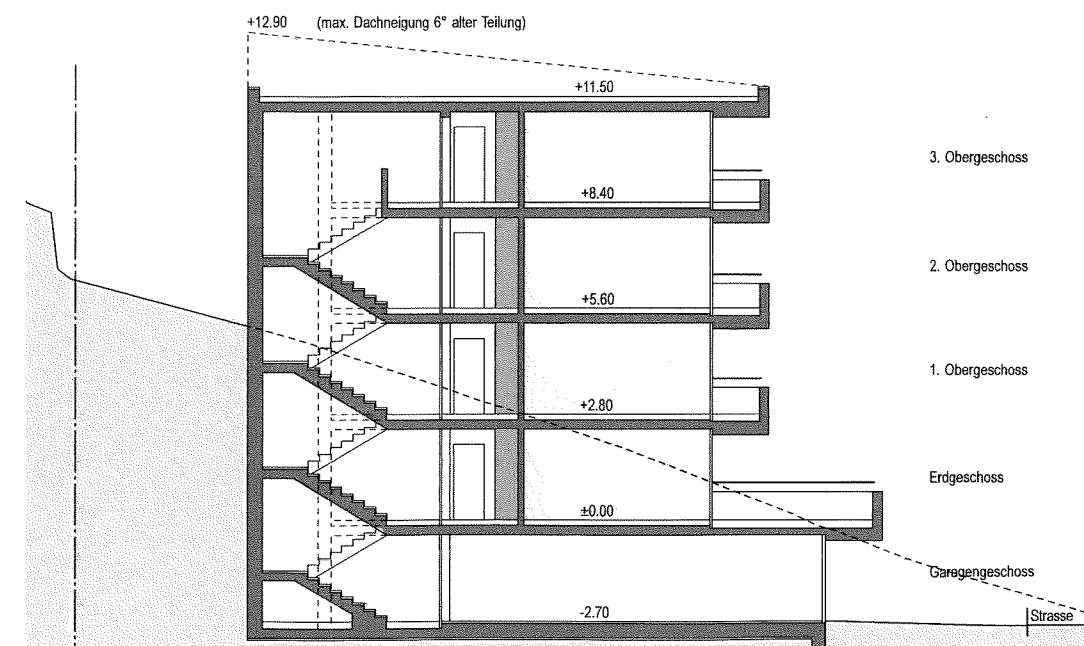 +12.90 (max. Dachneigung 6° alter Teilung)
+11.50
3. Obergeschoss
+8.40
2. Obergeschoss
+5.60
1. Obergeschoss
+2.80
Erdgeschoss
±0.00
Garagengeschoss
-2.70
Strasse